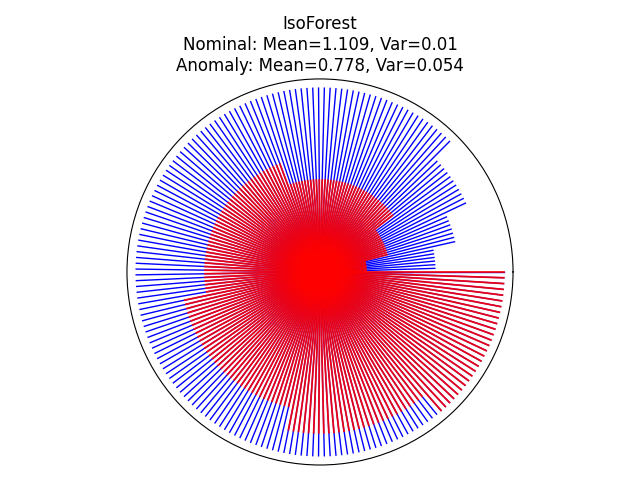 IsoForest
Nominal: Mean=1.109, Var=0.01
Anomaly: Mean=0.778, Var=0.054